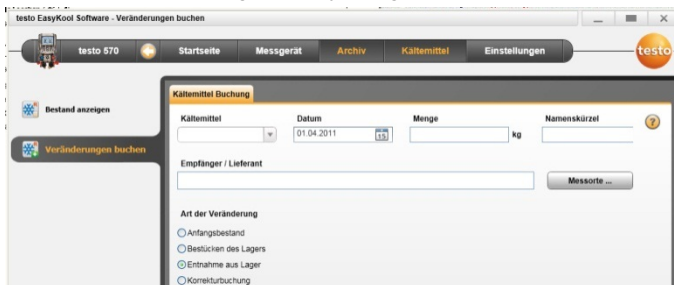 testo EasyKool Software - Veränderungen buchen
testo 570 Startseite Messgerät Archiv Kältemittel Einstellungen testo
Kältemittel Buchung
Bestand anzeigen
Veränderungen buchen
Kältemittel Datum Menge Namenskürzel
01.04.2011 15 kg
Empfänger / Lieferant
Messorte ...
Art der Veränderung
Anfangsbestand
Bestücken des Lagers
Entnahme aus Lager
Korrekturbuchung